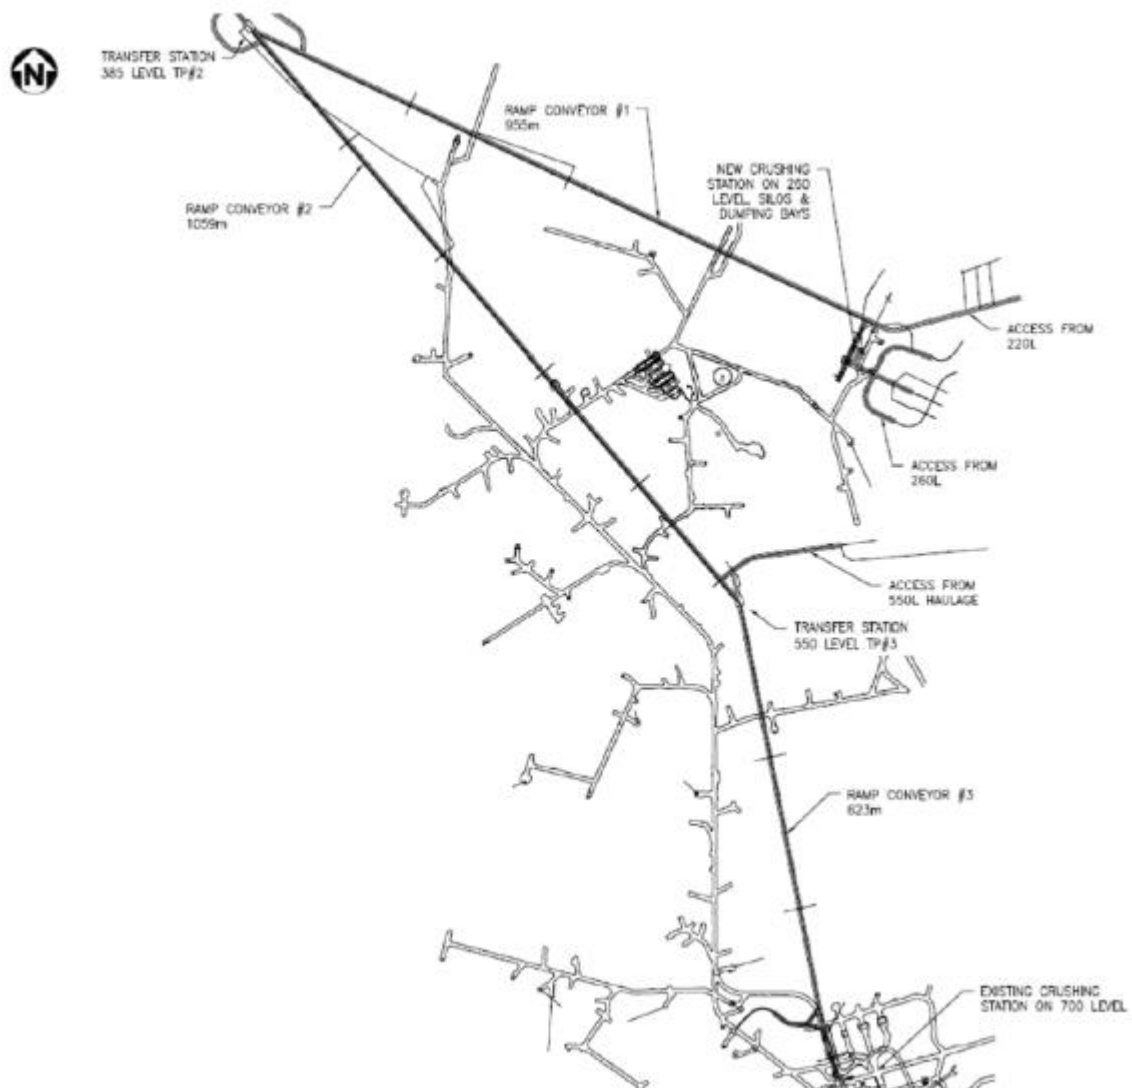 N
TRANSFER STATION
385 LEVEL TP#2
RAMP CONVEYOR #1
955m
NEW CRUSHING
STATION ON 260
LEVEL, SILOS &
DUMPING BAYS
RAMP CONVEYOR #2
1059m
ACCESS FROM
220L
ACCESS FROM
260L
ACCESS FROM
550L HAULAGE
TRANSFER STATION
550 LEVEL TP#3
RAMP CONVEYOR #3
623m
EXISTING CRUSHING
STATION ON 700 LEVEL